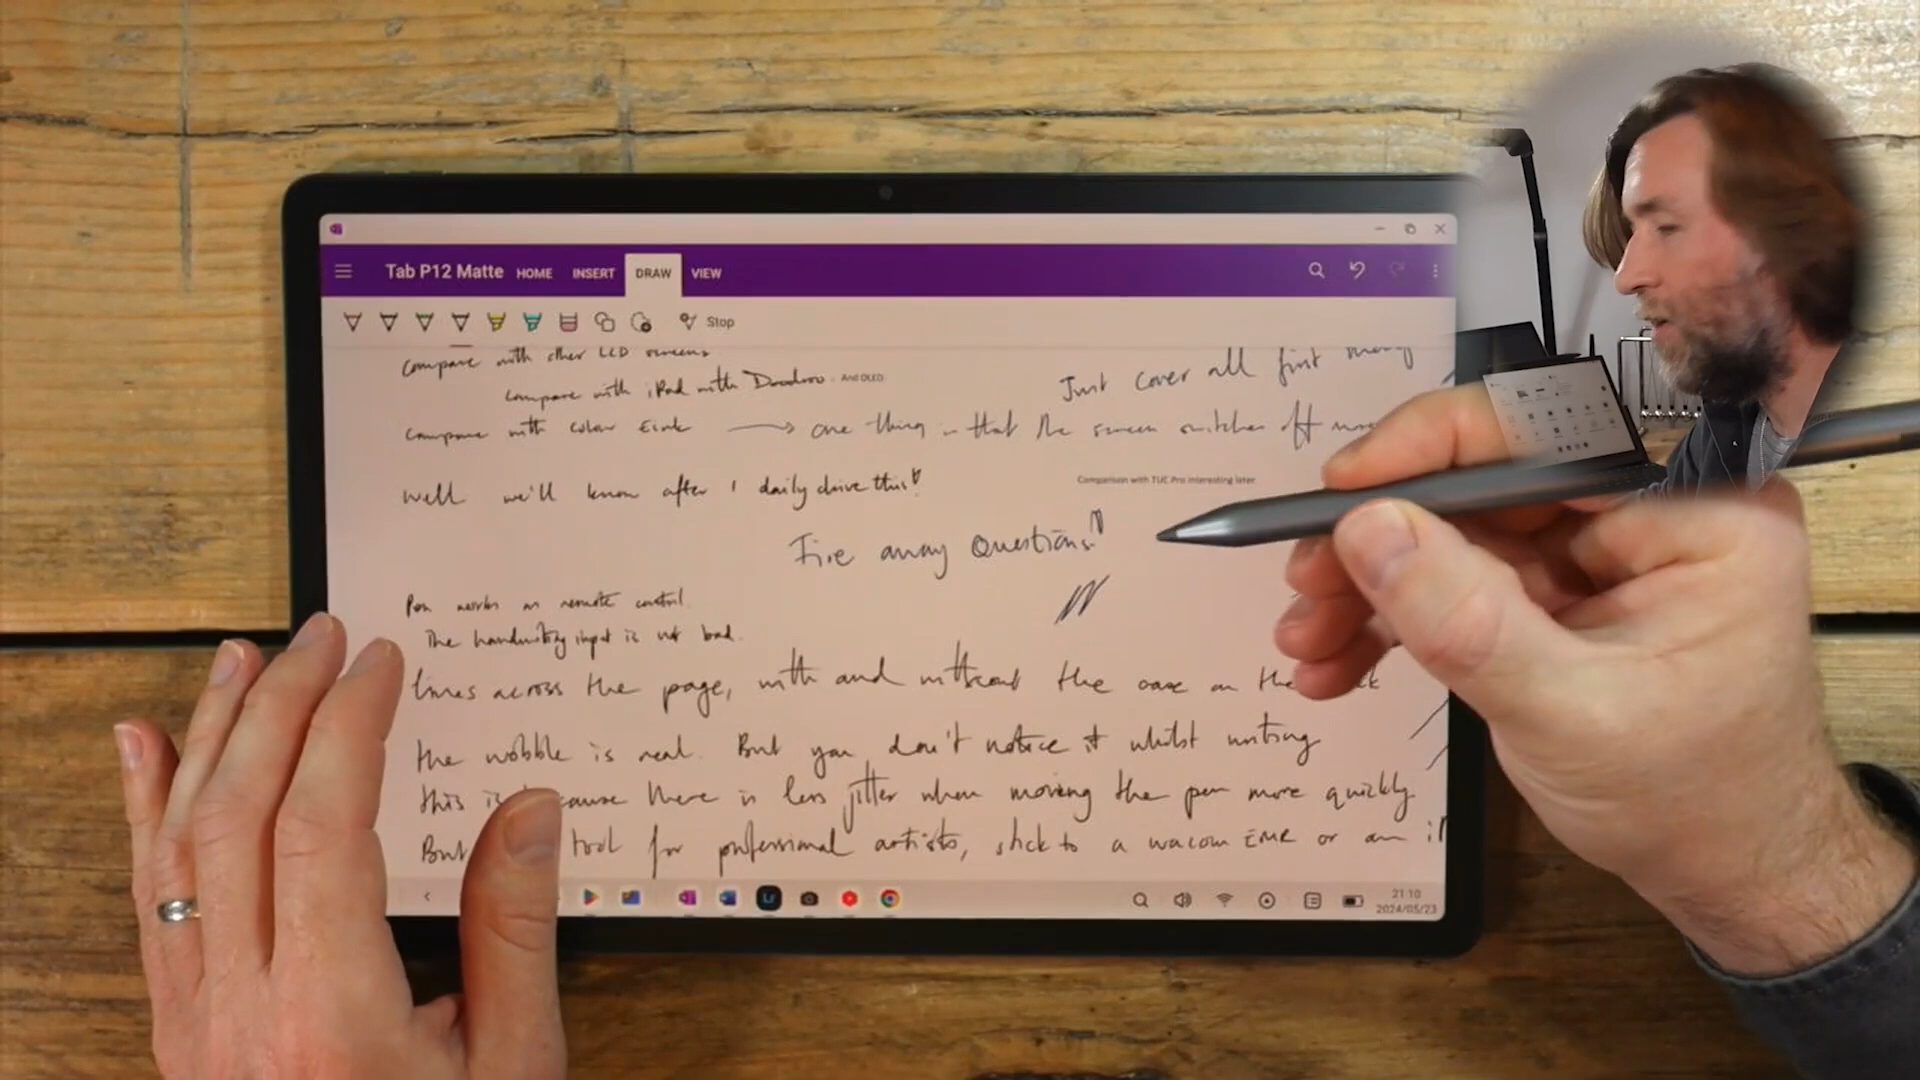 Tab P12 Matte HOME INSERT DRAW VIEW
Stop
Compare with other LCD screens
Just cover all first
compare with iPad with Doodroo - And OLED
Compare with colour Eink → one thing is that the screen switches off
Well we'll know after I daily drive this!
Comparison with TUC Pro interesting later
Fire away Questions!
Pen works as remote control
The handwriting input is not bad.
lines across the page, with and without the case on the
the wobble is real. But you don't notice it whilst writing
this is cause there is less jitter when moving the pen more quickly
But tool for professional artists, stick to a wacom EMR or an iP
Lr
21:10
2024/05/23